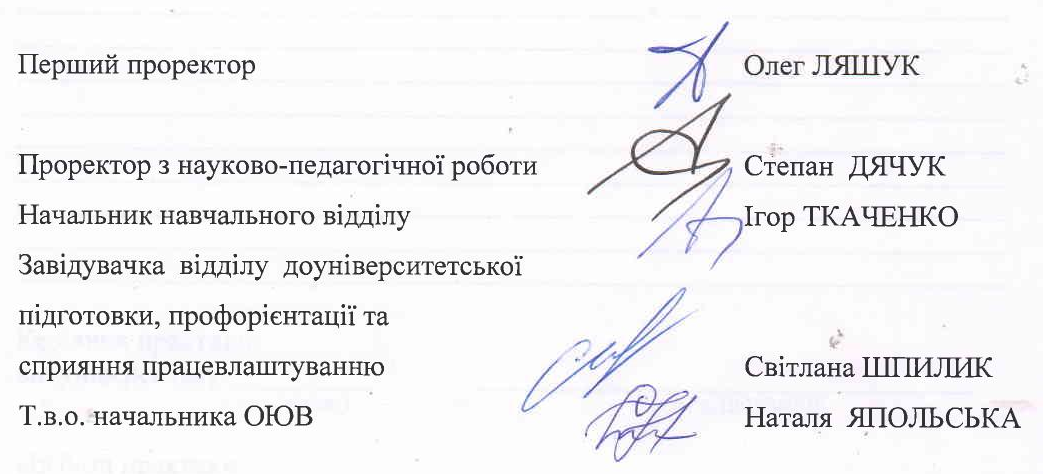 Перший проректор Олег ЛЯШУК
Проректор з науково-педагогічної роботи Степан ДЯЧУК
Начальник навчального відділу Ігор ТКАЧЕНКО
Завідувачка відділу доуніверситетської
підготовки, профорієнтації та
сприяння працевлаштуванню Світлана ШПИЛИК
Т.в.о. начальника ОЮВ Наталя ЯПОЛЬСЬКА